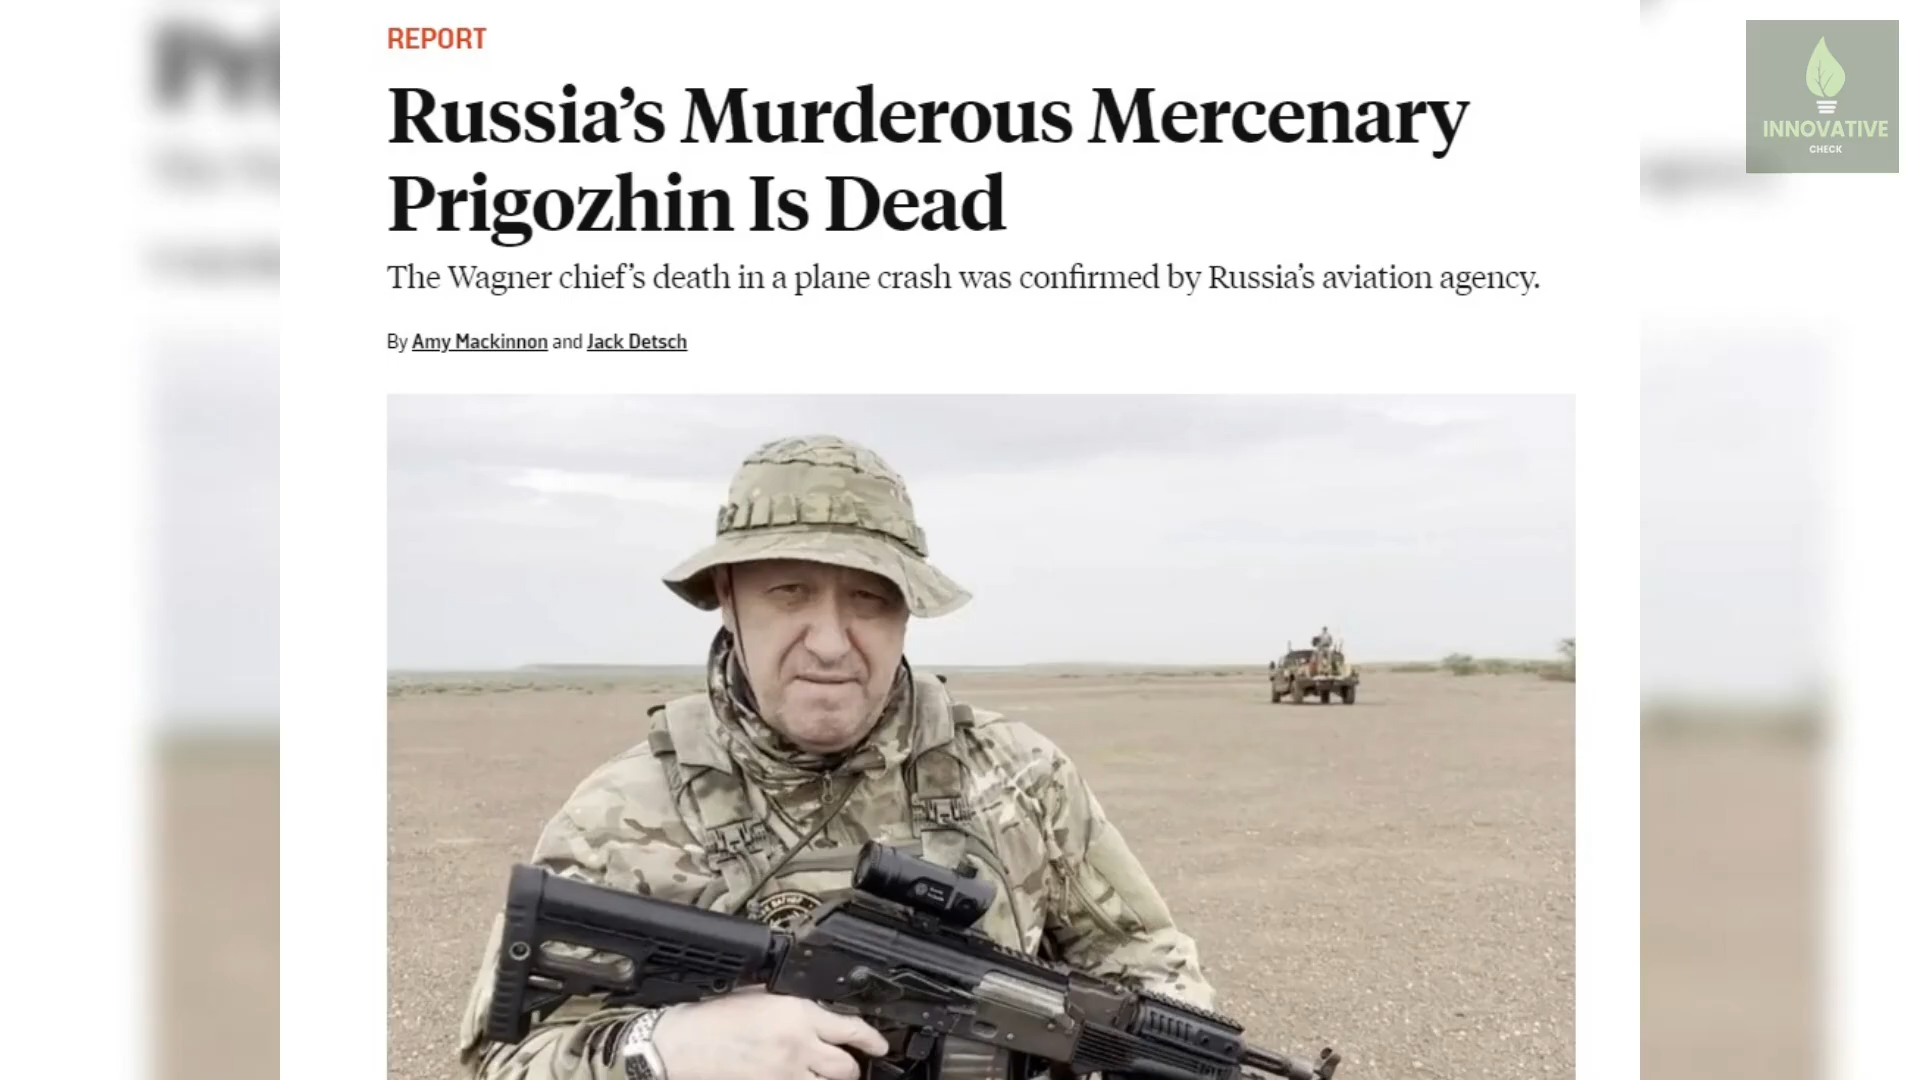 REPORT
Russia’s Murderous Mercenary
Prigozhin Is Dead
The Wagner chief’s death in a plane crash was confirmed by Russia’s aviation agency.
By Amy Mackinnon and Jack Detsch
INNOVATIVE
CHECK